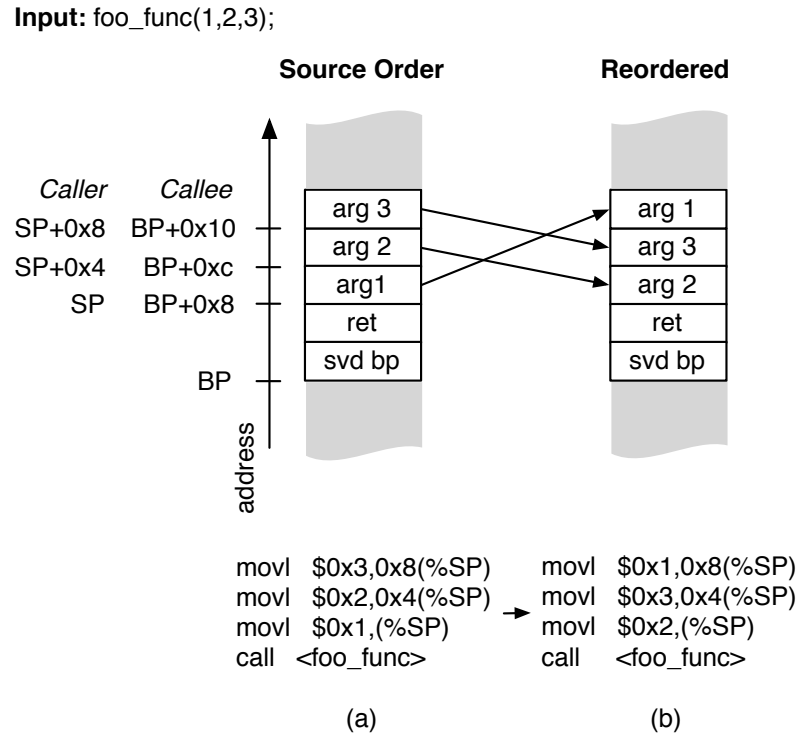 Input: foo_func(1,2,3);
Source Order Reordered
Caller Callee
SP+0x8 BP+0x10
SP+0x4 BP+0xc
SP BP+0x8
BP
address
arg 3
arg 2
arg1
ret
svd bp
arg 1
arg 3
arg 2
ret
svd bp
movl $0x3,0x8(%SP)
movl $0x2,0x4(%SP)
movl $0x1,(%SP)
call <foo_func>
(a)
movl $0x1,0x8(%SP)
movl $0x3,0x4(%SP)
movl $0x2,(%SP)
call <foo_func>
(b)